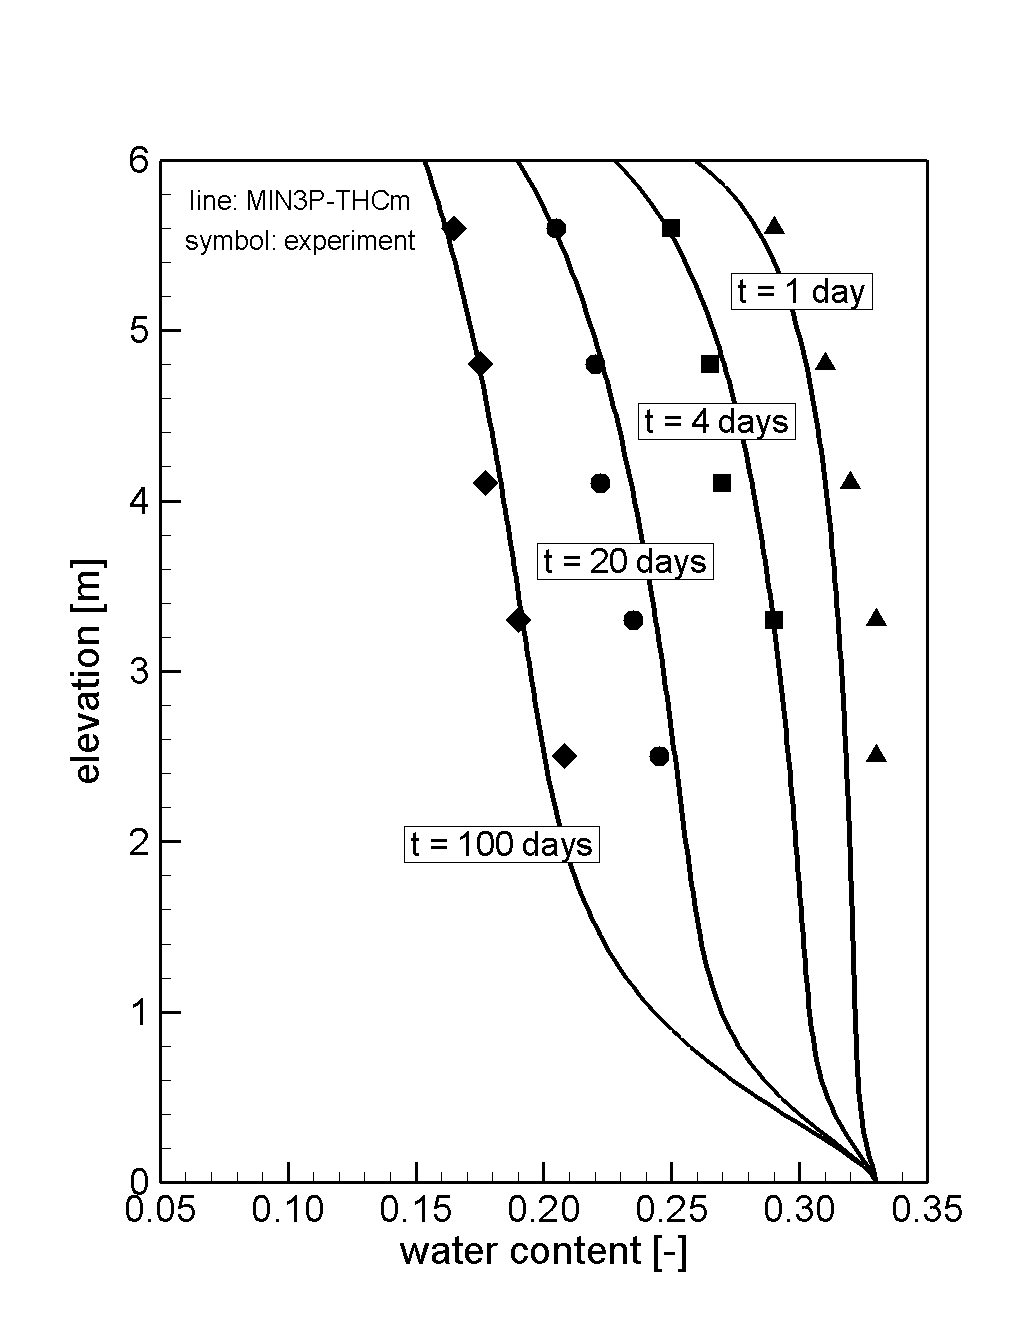 6
line: MIN3P-THCm
symbol: experiment
t = 1 day
5
t = 4 days
4
t = 20 days
elevation [m]
3
t = 100 days
2
1
0
0.05 0.10 0.15 0.20 0.25 0.30 0.35
water content [-]